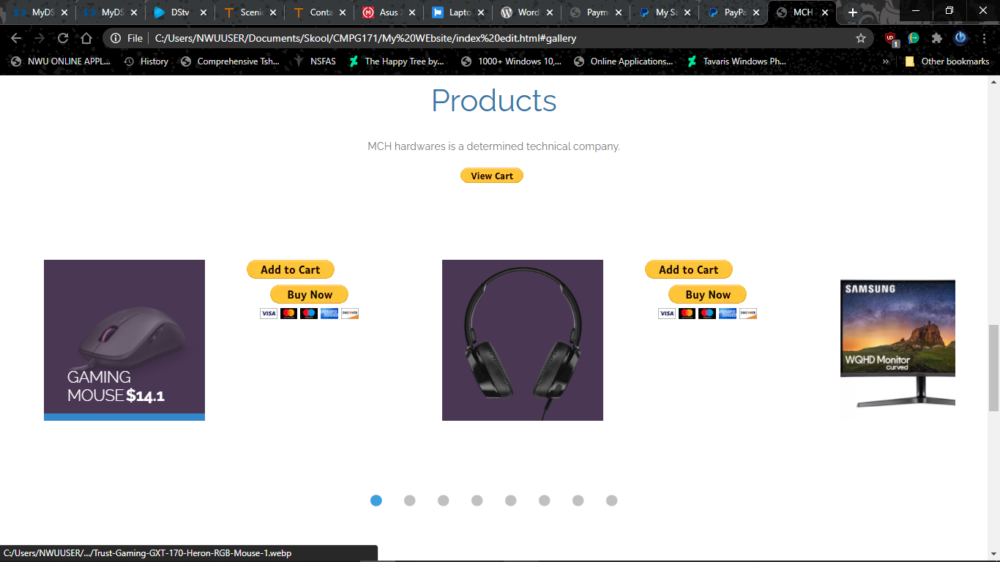 MyDS
MyDS
DStv
Scenic
Conta
Asus
Lapto
Word
Paym
My Sa
PayPa
MCH
File
C:/Users/NWUUSER/Documents/Skool/CMPG171/My%20WEbsite/index%20edit.html#gallery
1
NWU ONLINE APPL...
History
Comprehensive Tsh...
NSFAS
The Happy Tree by...
1000+ Windows 10,...
Online Applications...
Tavaris Windows Ph...
»
Other bookmarks
Products
MCH hardwares is a determined technical company.
View Cart
GAMING
MOUSE $14.1
Add to Cart
Buy Now
VISA
DISCOVER
Add to Cart
Buy Now
VISA
DISCOVER
SAMSUNG
WQHD Monitor
curved
C:/Users/NWUUSER/.../Trust-Gaming-GXT-170-Heron-RGB-Mouse-1.webp